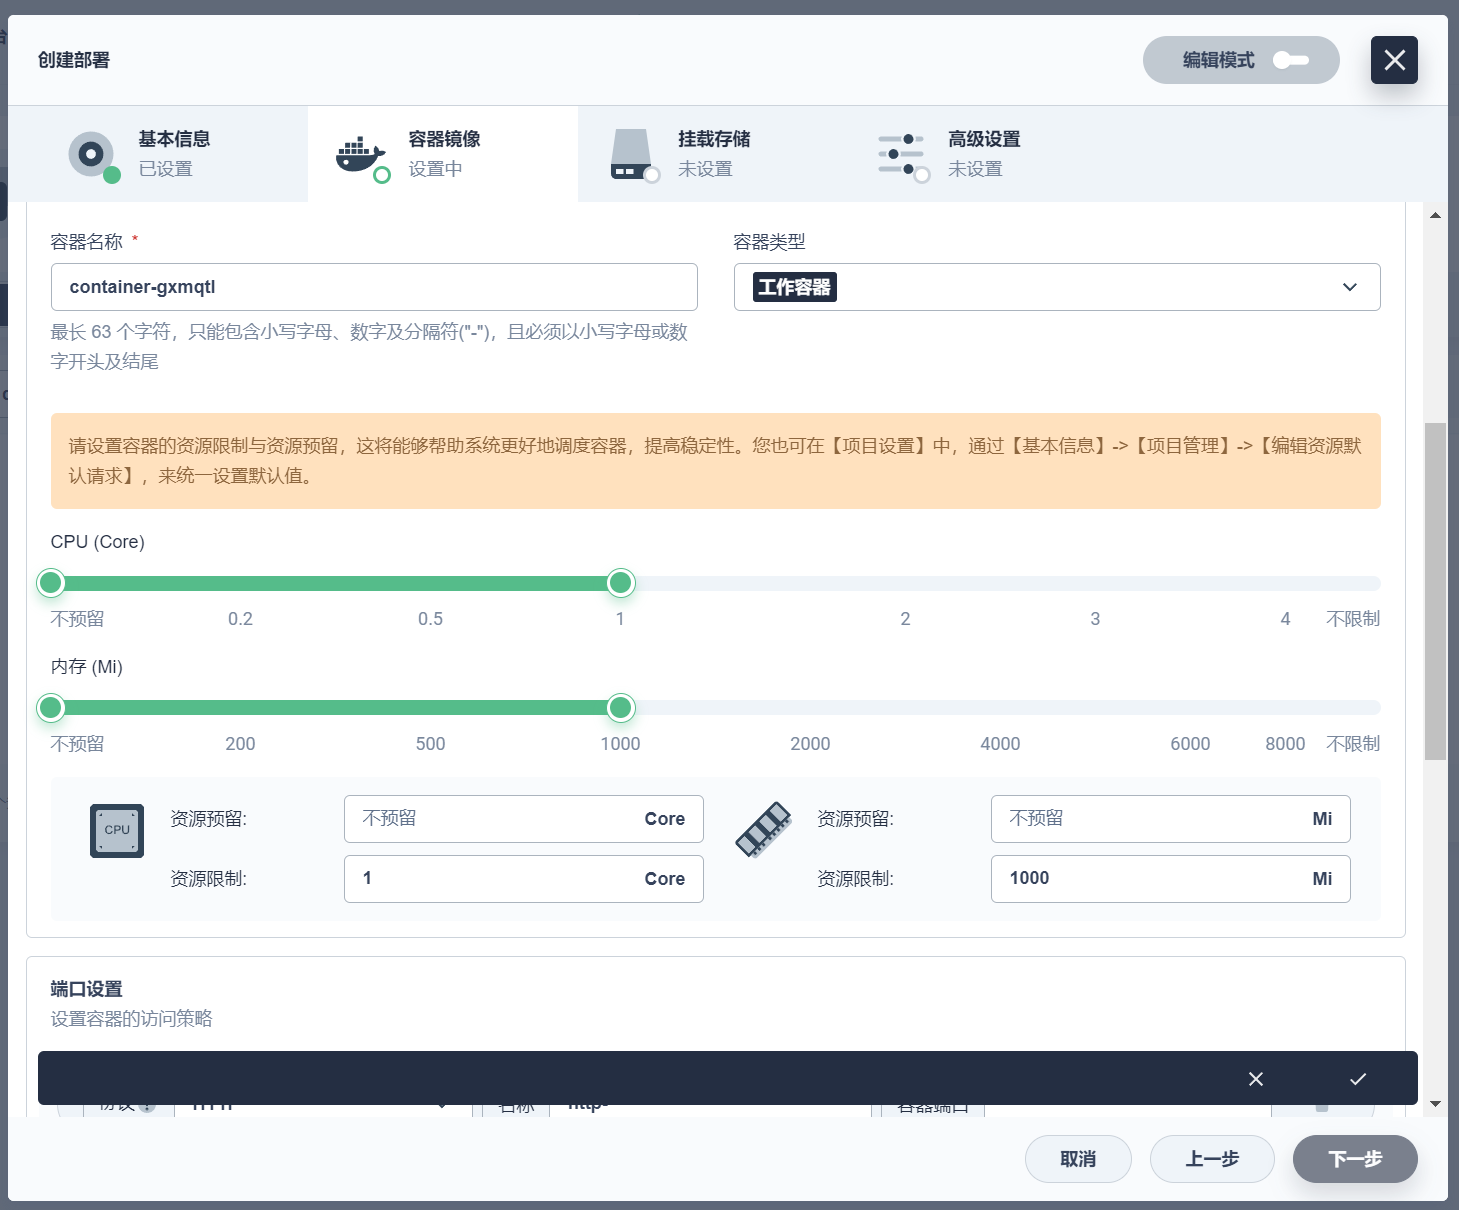 创建部署
编辑模式
基本信息
已设置
容器镜像
设置中
挂载存储
未设置
高级设置
未设置
容器名称 *
容器类型
container-gxmqtl
工作容器
最长 63 个字符，只能包含小写字母、数字及分隔符("-")，且必须以小写字母或数
字开头及结尾
请设置容器的资源限制与资源预留，这将能够帮助系统更好地调度容器，提高稳定性。您也可在【项目设置】中，通过【基本信息】->【项目管理】->【编辑资源默
认请求】，来统一设置默认值。
CPU (Core)
不预留 0.2 0.5 1 2 3 4 不限制
内存 (Mi)
不预留 200 500 1000 2000 4000 6000 8000 不限制
CPU
资源预留: 不预留 Core
资源预留: 不预留 Mi
资源限制: 1 Core
资源限制: 1000 Mi
端口设置
设置容器的访问策略
协议 名称 http- 容器端口
取消
上一步
下一步